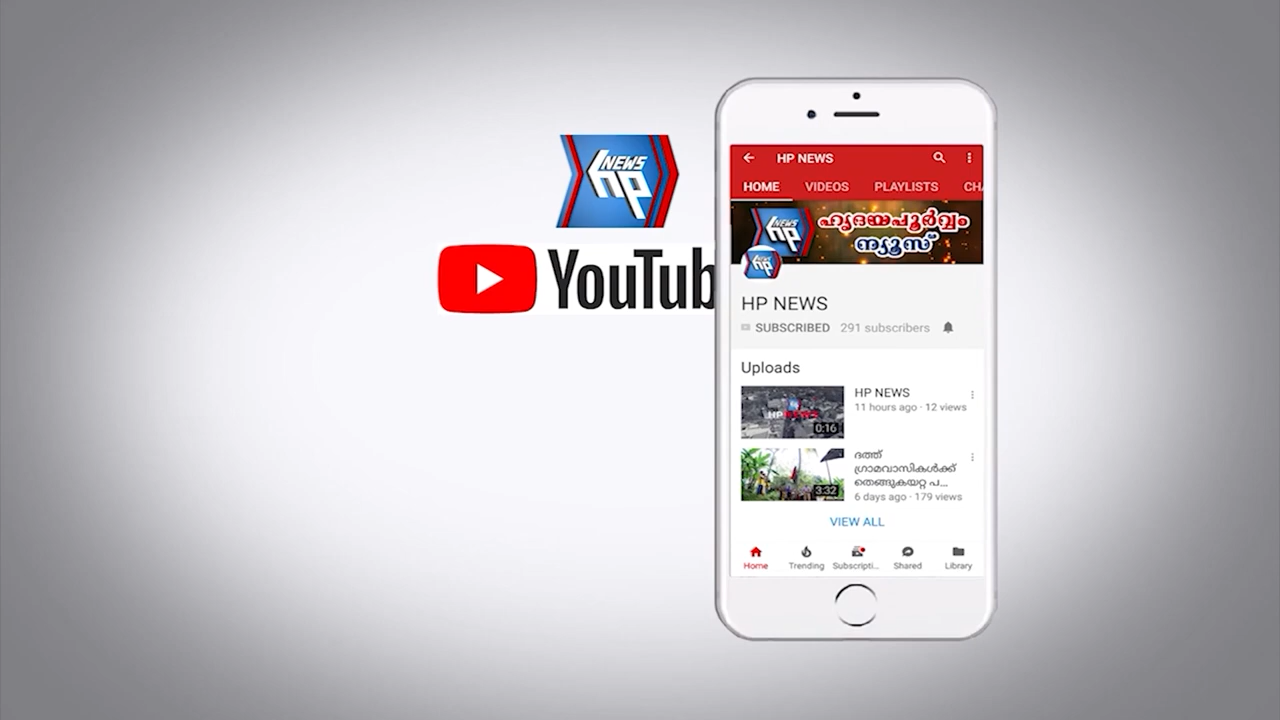 NEWS
hp
YouTub
HP NEWS
HOME VIDEOS PLAYLISTS CHA
NEWS
hp
ഹൃദയപൂർവ്വം
ന്യൂസ്
NEWS
hp
HP NEWS
SUBSCRIBED 291 subscribers
Uploads
HP NEWS
11 hours ago · 12 views
HP NEWS
0:16
ദത്ത്
ഗ്രാമവാസികൾക്ക്
തെങ്ങുകയറ്റ പ...
6 days ago · 179 views
3:32
VIEW ALL
Home Trending Subscripti... Shared Library